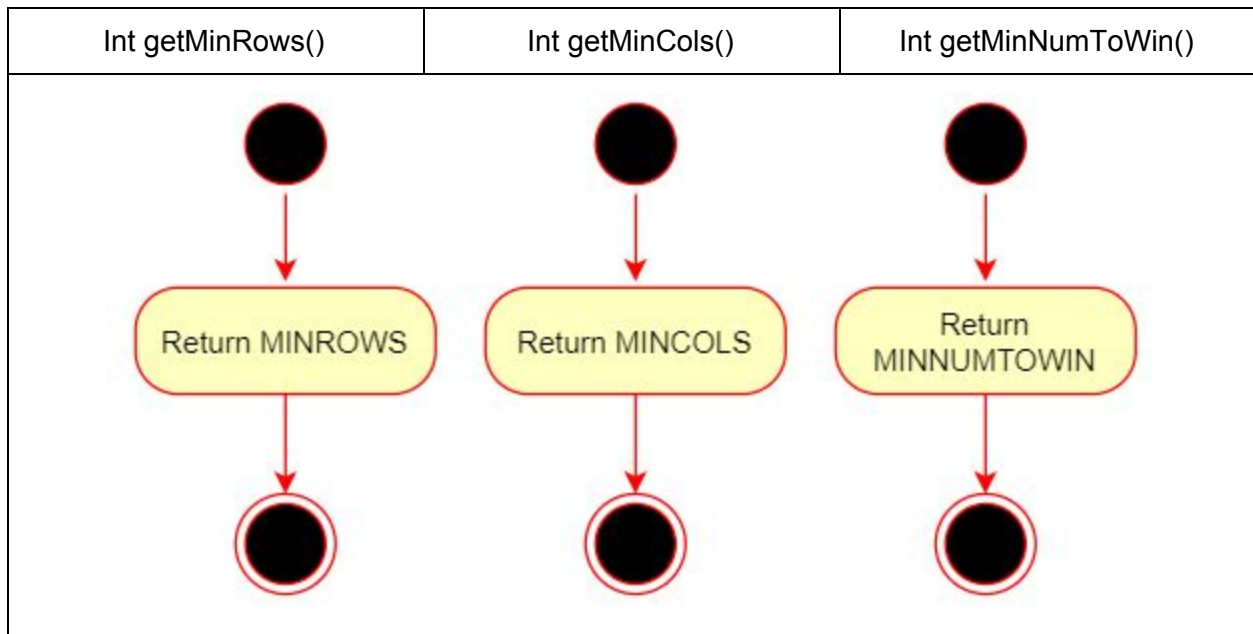 Int getMinRows()
Int getMinCols()
Int getMinNumToWin()
Return MINROWS
Return MINCOLS
Return
MINNUMTOWIN